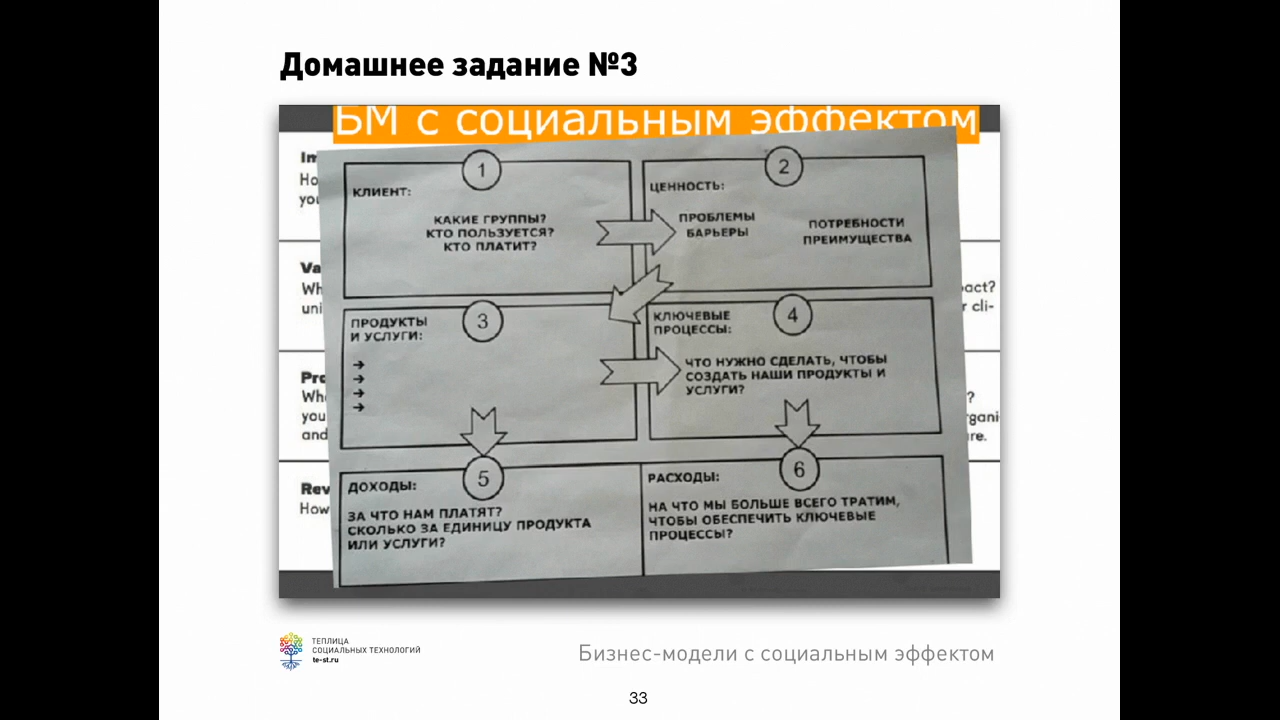 Домашнее задание №3
БМ с социальным эффектом
1
КЛИЕНТ:
КАКИЕ ГРУППЫ?
КТО ПОЛЬЗУЕТСЯ?
КТО ПЛАТИТ?
2
ЦЕННОСТЬ:
ПРОБЛЕМЫ
БАРЬЕРЫ
ПОТРЕБНОСТИ
ПРЕИМУЩЕСТВА
3
ПРОДУКТЫ
И УСЛУГИ:
4
КЛЮЧЕВЫЕ
ПРОЦЕССЫ:
ЧТО НУЖНО СДЕЛАТЬ, ЧТОБЫ
СОЗДАТЬ НАШИ ПРОДУКТЫ И
УСЛУГИ?
5
ДОХОДЫ:
ЗА ЧТО НАМ ПЛАТЯТ?
СКОЛЬКО ЗА ЕДИНИЦУ ПРОДУКТА
ИЛИ УСЛУГИ?
6
РАСХОДЫ:
НА ЧТО МЫ БОЛЬШЕ ВСЕГО ТРАТИМ,
ЧТОБЫ ОБЕСПЕЧИТЬ КЛЮЧЕВЫЕ
ПРОЦЕССЫ?
ТЕПЛИЦА
СОЦИАЛЬНЫХ ТЕХНОЛОГИЙ
te-st.ru
Бизнес-модели с социальным эффектом
33